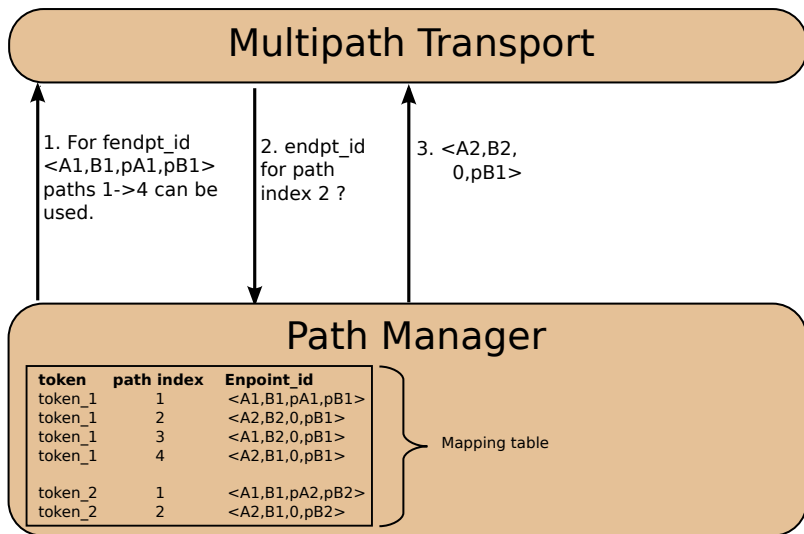 Multipath Transport
1. For fendpt_id
<A1,B1,pA1,pB1>
paths 1->4 can be
used.
2. endpt_id
for path
index 2 ?
3. <A2,B2,
0,pB1>
Path Manager
token path index Enpoint_id
token_1 1 <A1,B1,pA1,pB1>
token_1 2 <A2,B2,0,pB1>
token_1 3 <A1,B2,0,pB1>
token_1 4 <A2,B1,0,pB1>
token_2 1 <A1,B1,pA2,pB2>
token_2 2 <A2,B1,0,pB2>
Mapping table